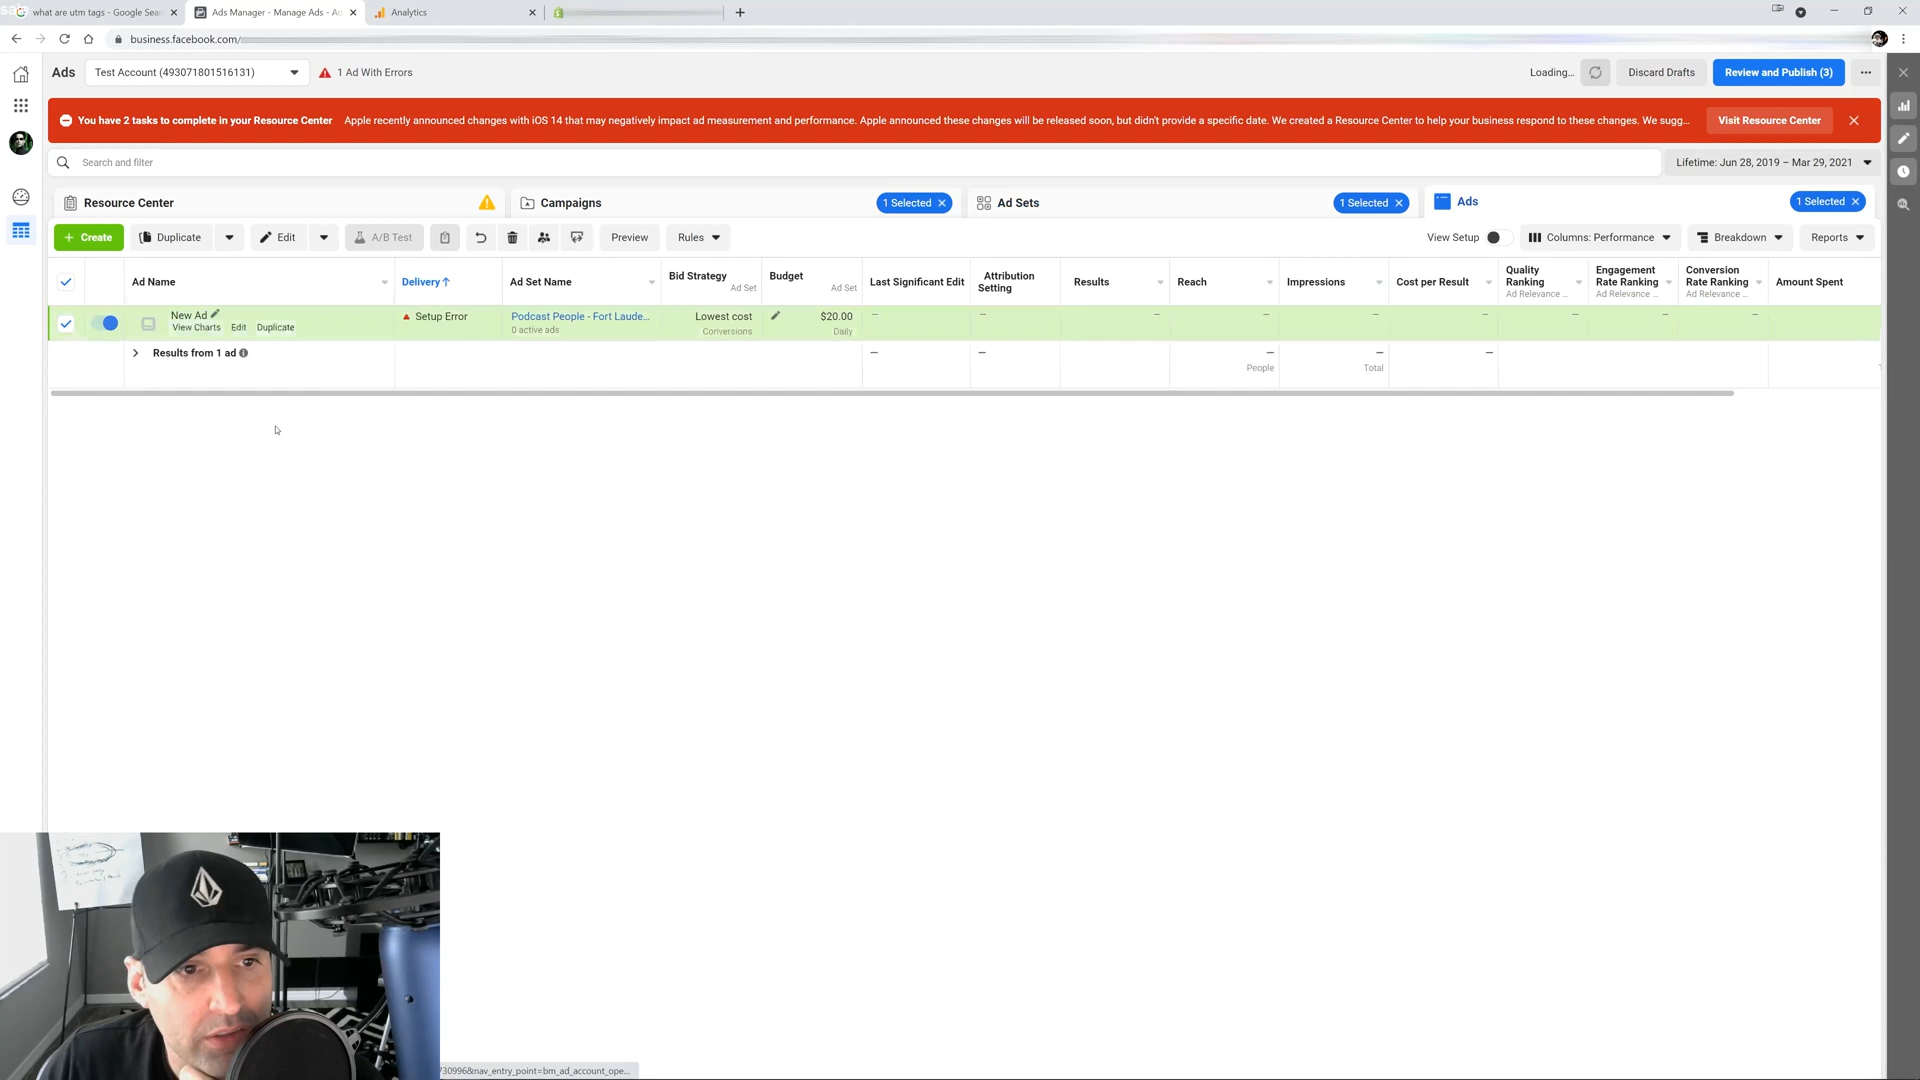 what are utm tags - Google Sea
Ads Manager - Manage Ads - A
Analytics
business.facebook.com/
Ads
Test Account (493071801516131)
1 Ad With Errors
Loading...
Discard Drafts
Review and Publish (3)
You have 2 tasks to complete in your Resource Center
Apple recently announced changes with iOS 14 that may negatively impact ad measurement and performance. Apple announced these changes will be released soon, but didn't provide a specific date. We created a Resource Center to help your business respond to these changes. We sugg...
Visit Resource Center
Search and filter
Lifetime: Jun 28, 2019 – Mar 29, 2021
Resource Center
Campaigns
1 Selected
Ad Sets
1 Selected
Ads
1 Selected
Create
Duplicate
Edit
A/B Test
Preview
Rules
View Setup
Columns: Performance
Breakdown
Reports
Ad Name
Delivery
Ad Set Name
Bid Strategy
Ad Set
Budget
Ad Set
Last Significant Edit
Attribution
Setting
Results
Reach
Impressions
Cost per Result
Quality
Ranking
Ad Relevance ...
Engagement
Rate Ranking
Ad Relevance ...
Conversion
Rate Ranking
Ad Relevance ...
Amount Spent
New Ad
View Charts
Edit
Duplicate
Setup Error
Podcast People - Fort Laude...
0 active ads
Lowest cost
Conversions
$20.00
Daily
Results from 1 ad
People
Total
730996&nav_entry_point=bm_ad_account_ope...